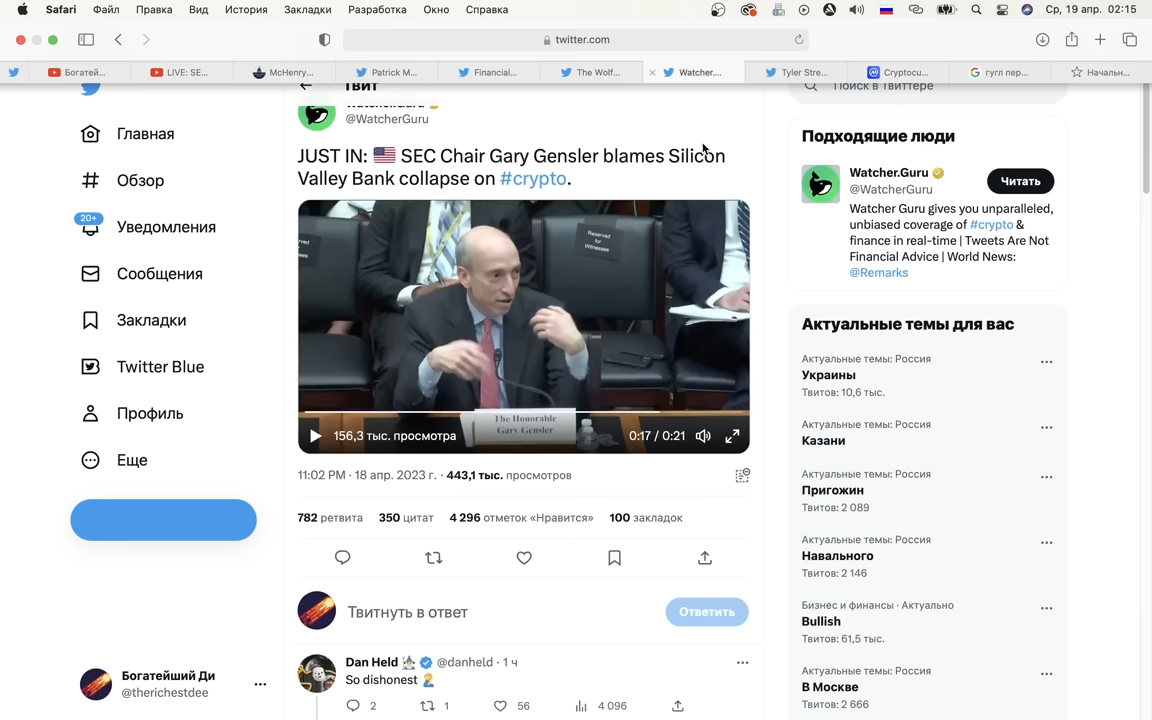 Safari Файл Правка Вид История Закладки Разработка Окно Справка Ср, 19 апр. 02:15
twitter.com
Богатей... LIVE: SE... McHenry... Patrick M... Financial... The Wolf... Watcher.... Tyler Stre... Cryptocu... гугл пер... Начальн...
Твит
@WatcherGuru
JUST IN: SEC Chair Gary Gensler blames Silicon
Valley Bank collapse on #crypto.
Reserved
for
Witnesses
The Honorable
Gary Gensler
156,3 тыс. просмотра 0:17 / 0:21
11:02 PM · 18 апр. 2023 г. · 443,1 тыс. просмотров
782 ретвита 350 цитат 4 296 отметок «Нравится» 100 закладок
Твитнуть в ответ Ответить
Dan Held @danheld · 1 ч
So dishonest
2 1 56 4 096
Главная
Обзор
20+
Уведомления
Сообщения
Закладки
Twitter Blue
Профиль
Еще
Богатейший Ди
@therichestdee
Поиск в Твиттере
Подходящие люди
Watcher.Guru
@WatcherGuru
Читать
Watcher Guru gives you unparalleled,
unbiased coverage of #crypto &
finance in real-time | Tweets Are Not
Financial Advice | World News:
@Remarks
Актуальные темы для вас
Актуальные темы: Россия
Украины
Твитов: 10,6 тыс.
Актуальные темы: Россия
Казани
Актуальные темы: Россия
Пригожин
Твитов: 2 089
Актуальные темы: Россия
Навального
Твитов: 2 146
Бизнес и финансы · Актуально
Bullish
Твитов: 61,5 тыс.
Актуальные темы: Россия
В Москве
Твитов: 2 666